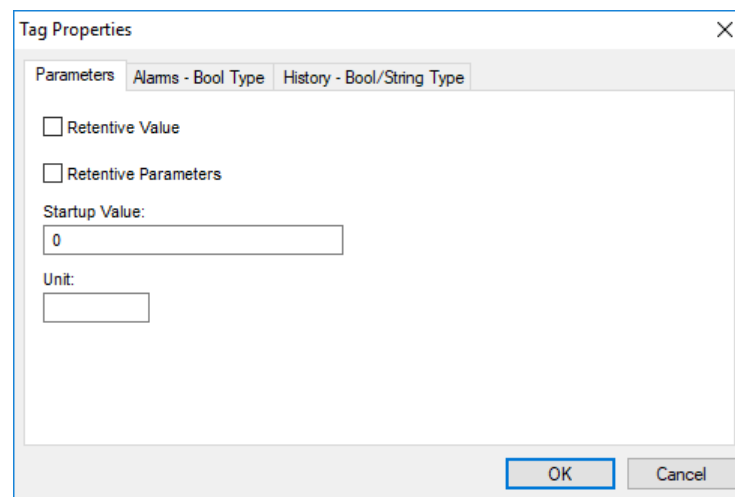 Tag Properties
Parameters Alarms - Bool Type History - Bool/String Type
Retentive Value
Retentive Parameters
Startup Value:
0
Unit:
OK Cancel